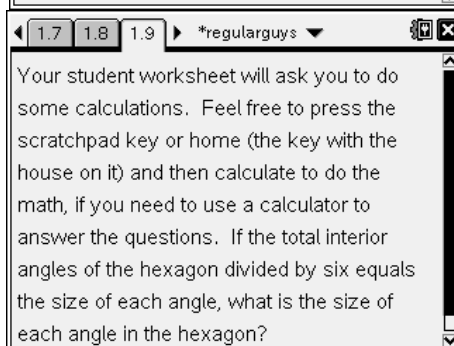 1.7 1.8 1.9 *regularguys
Your student worksheet will ask you to do
some calculations. Feel free to press the
scratchpad key or home (the key with the
house on it) and then calculate to do the
math, if you need to use a calculator to
answer the questions. If the total interior
angles of the hexagon divided by six equals
the size of each angle, what is the size of
each angle in the hexagon?